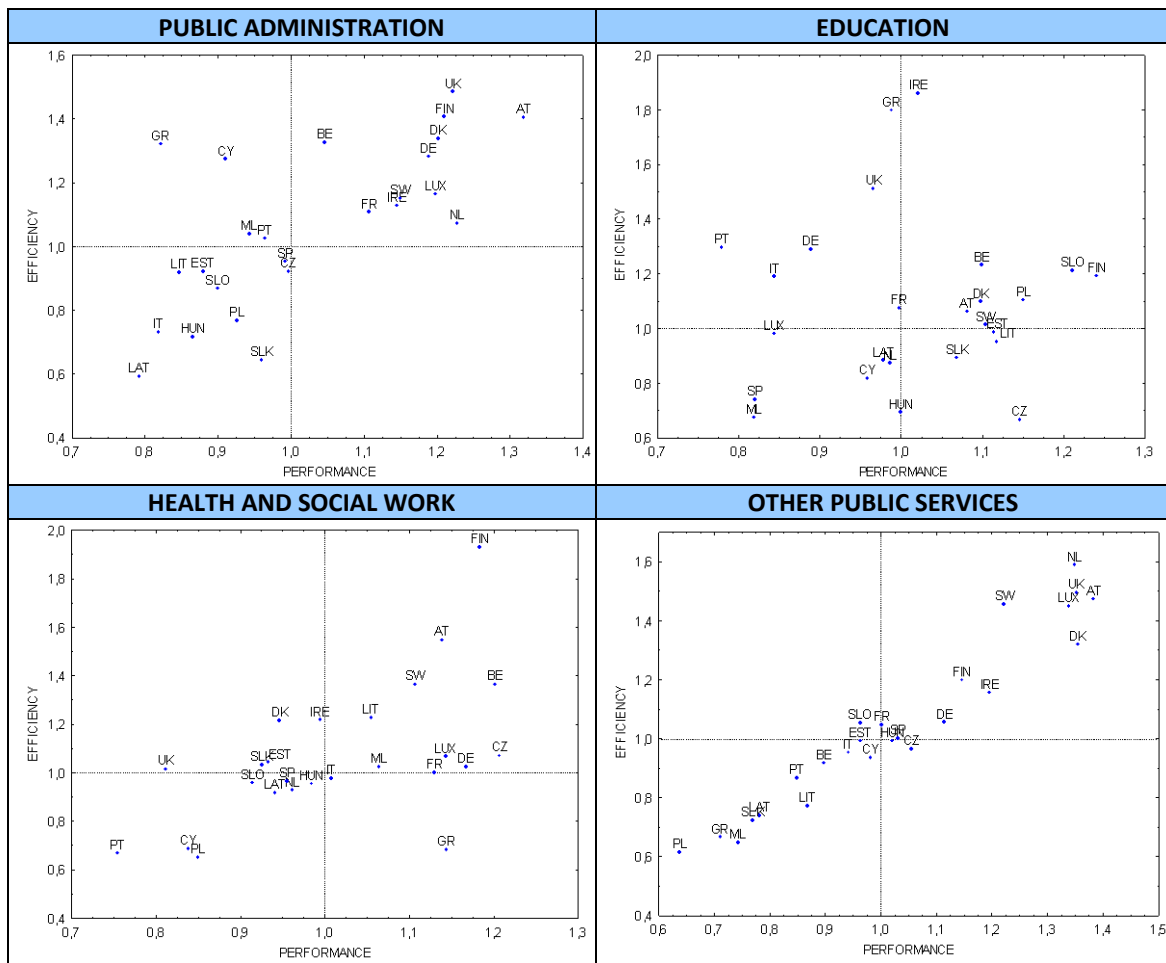 PUBLIC ADMINISTRATION
1,6
1,4
1,2
1,0
0,8
0,6
0,4
EFFICIENCY
UK
FIN
AT
DK
BE
GR
CY
DE
SW
LUX
IRE
FR
NL
ML
PT
SP
CZ
LIT
EST
SLO
PL
IT
HUN
SLK
LAT
0,7 0,8 0,9 1,0 1,1 1,2 1,3 1,4
PERFORMANCE
EDUCATION
2,0
1,8
1,6
1,4
1,2
1,0
0,8
0,6
EFFICIENCY
IRE
GR
UK
PT
DE
BE
SLO
FIN
IT
PL
DK
FR
AT
SW
EST
LUX
LIT
LAT
NL
SLK
CY
SP
ML
HUN
CZ
0,7 0,8 0,9 1,0 1,1 1,2 1,3
PERFORMANCE
HEALTH AND SOCIAL WORK
2,0
1,8
1,6
1,4
1,2
1,0
0,8
0,6
0,4
EFFICIENCY
FIN
AT
SW
BE
DK
IRE
LIT
CZ
LUX
EST
SLK
UK
ML
DE
FR
SLO
SP
HUN
IT
LAT
NL
CY
PL
PT
GR
0,7 0,8 0,9 1,0 1,1 1,2 1,3
PERFORMANCE
OTHER PUBLIC SERVICES
1,6
1,4
1,2
1,0
0,8
0,6
0,4
EFFICIENCY
NL
UK
AT
LUX
SW
DK
FIN
IRE
DE
SLO
FR
EST
HUN
SP
CZ
IT
CY
BE
PT
LIT
LAT
SLK
GR
ML
PL
0,6 0,7 0,8 0,9 1,0 1,1 1,2 1,3 1,4 1,5
PERFORMANCE